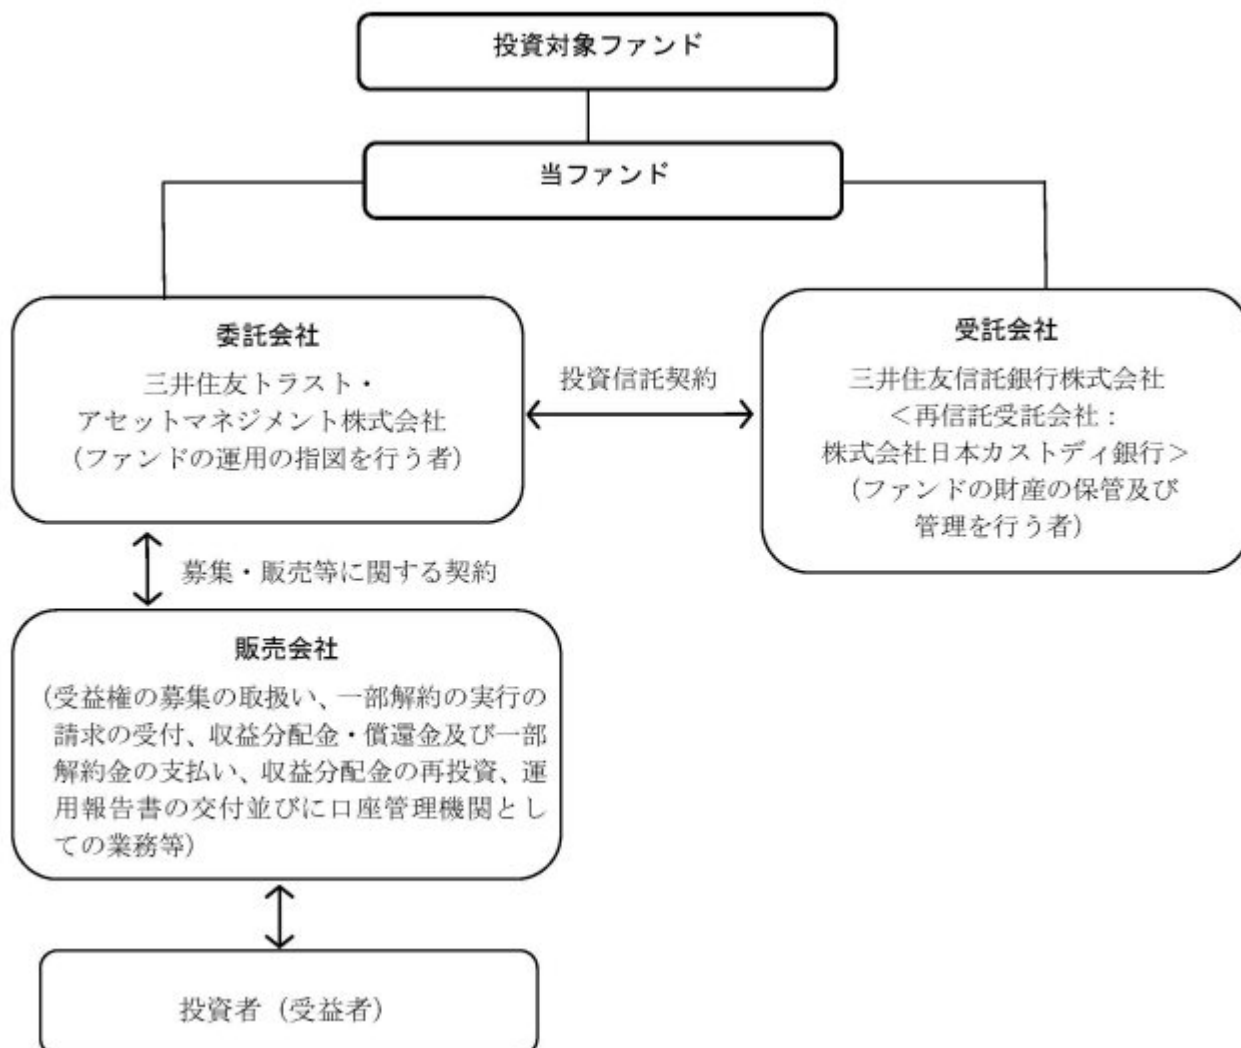 投資対象ファンド
当ファンド
委託会社
三井住友トラスト・
アセットマネジメント株式会社
（ファンドの運用の指図を行う者）
投資信託契約
受託会社
三井住友信託銀行株式会社
＜再信託受託会社：
株式会社日本カストディ銀行＞
（ファンドの財産の保管及び
管理を行う者）
募集・販売等に関する契約
販売会社
（受益権の募集の取扱い、一部解約の実行の
請求の受付、収益分配金・償還金及び一部
解約金の支払い、収益分配金の再投資、運
用報告書の交付並びに口座管理機関とし
ての業務等）
投資者（受益者）